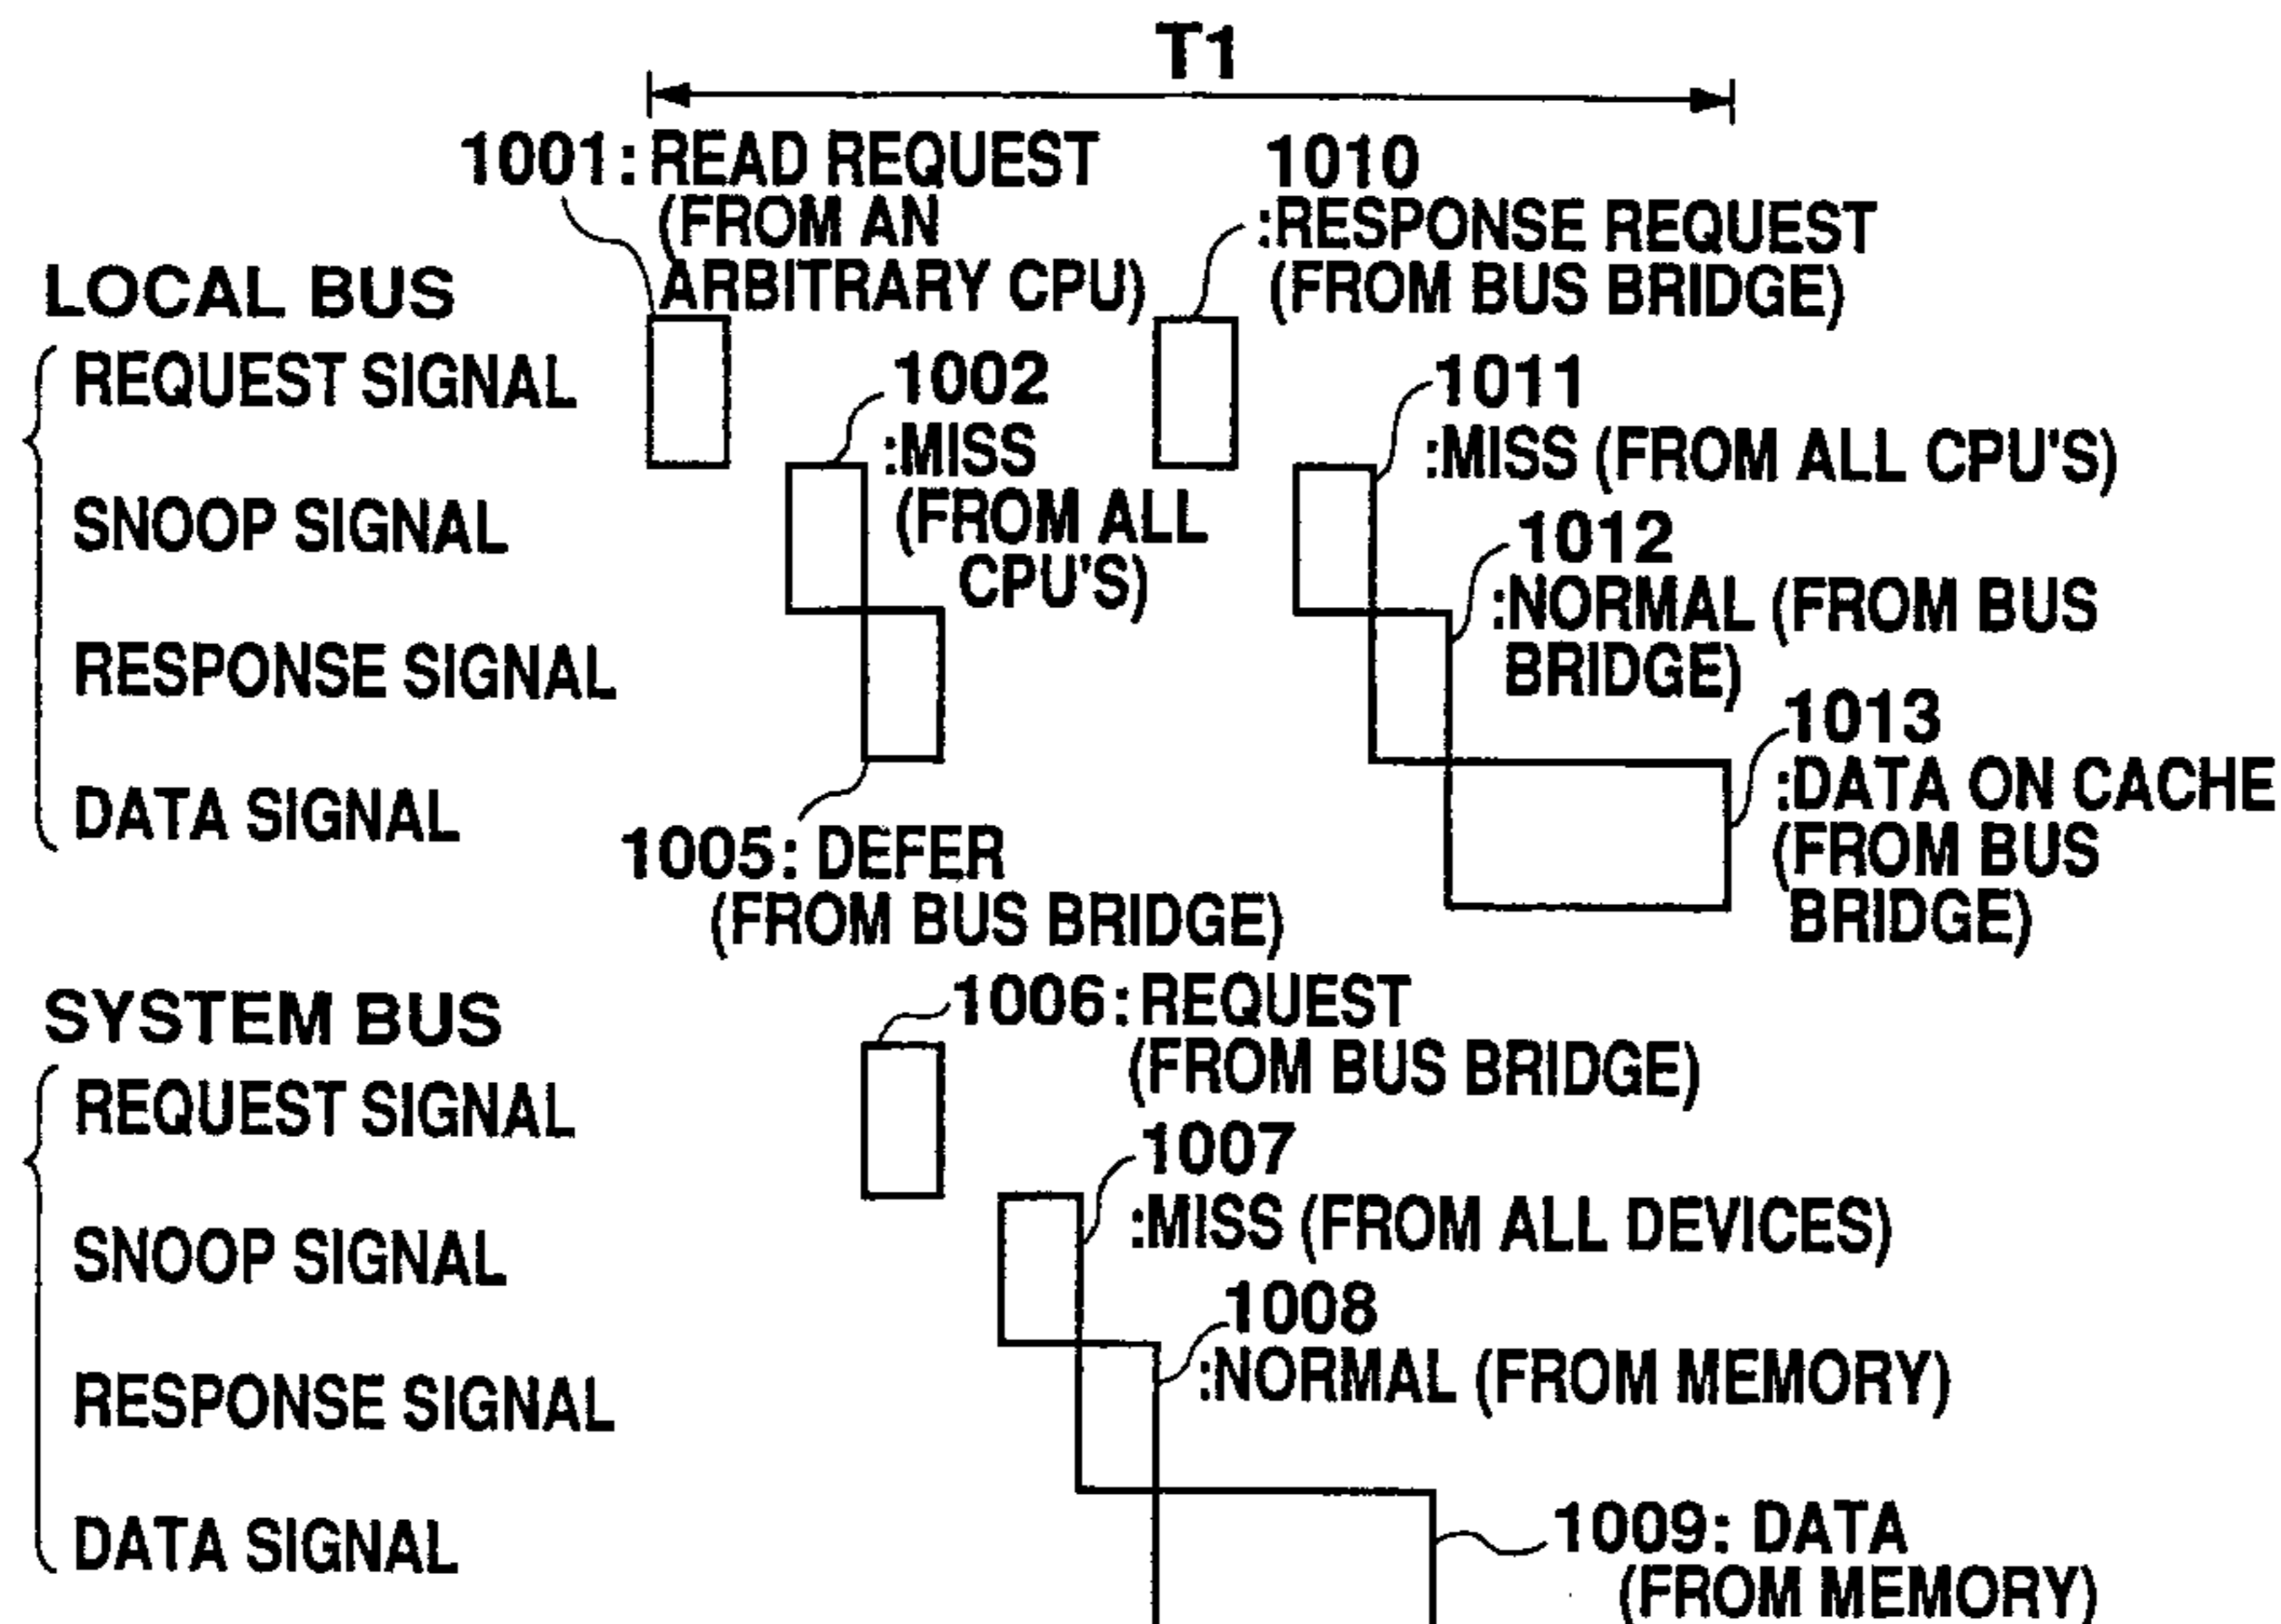 T1
1001: READ REQUEST
(FROM AN
ARBITRARY CPU)
1010
:RESPONSE REQUEST
(FROM BUS BRIDGE)
LOCAL BUS
REQUEST SIGNAL
1002
:MISS
(FROM ALL
CPU'S)
1011
:MISS (FROM ALL CPU'S)
SNOOP SIGNAL
1012
:NORMAL (FROM BUS
BRIDGE)
RESPONSE SIGNAL
1013
:DATA ON CACHE
(FROM BUS
BRIDGE)
DATA SIGNAL
1005: DEFER
(FROM BUS BRIDGE)
SYSTEM BUS
1006: REQUEST
(FROM BUS BRIDGE)
REQUEST SIGNAL
1007
:MISS (FROM ALL DEVICES)
SNOOP SIGNAL
1008
:NORMAL (FROM MEMORY)
RESPONSE SIGNAL
DATA SIGNAL
1009: DATA
(FROM MEMORY)